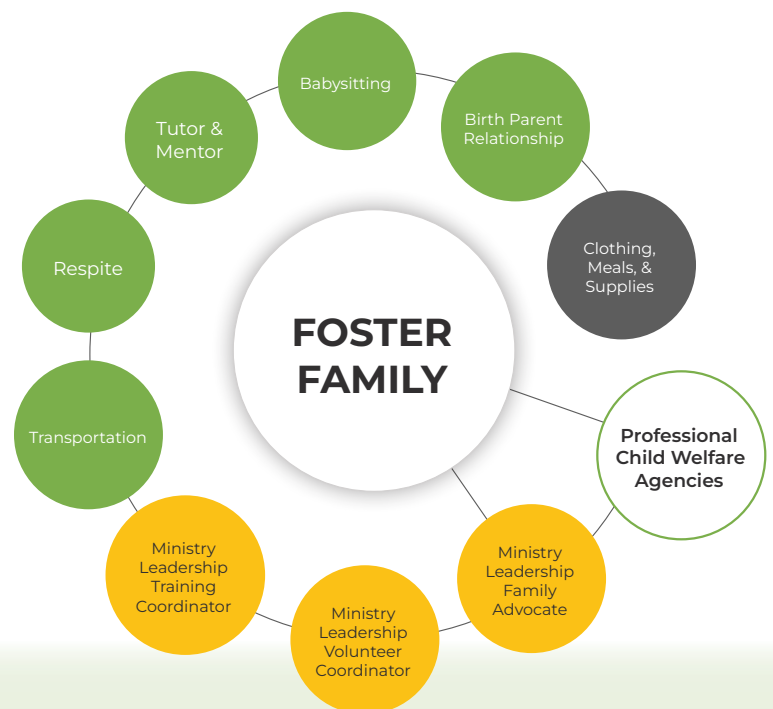 Babysitting
Birth Parent
Relationship
Tutor &
Mentor
Clothing,
Meals, &
Supplies
Respite
FOSTER
FAMILY
Transportation
Professional
Child Welfare
Agencies
Ministry
Leadership
Training
Coordinator
Ministry
Leadership
Volunteer
Coordinator
Ministry
Leadership
Family
Advocate